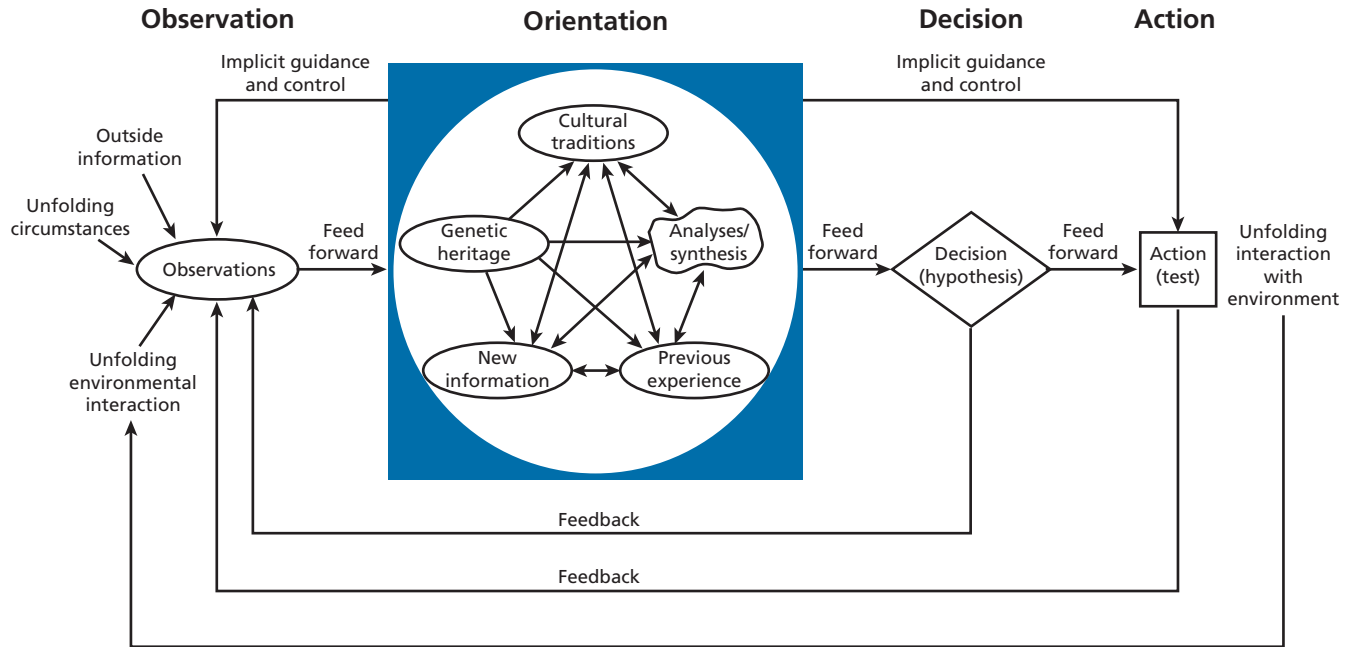 Observation
Orientation
Decision
Action
Implicit guidance
and control
Implicit guidance
and control
Outside
information
Unfolding
circumstances
Observations
Feed
forward
Cultural
traditions
Genetic
heritage
Analyses/
synthesis
New
information
Previous
experience
Feed
forward
Decision
(hypothesis)
Feed
forward
Action
(test)
Unfolding
interaction
with
environment
Unfolding
environmental
interaction
Feedback
Feedback